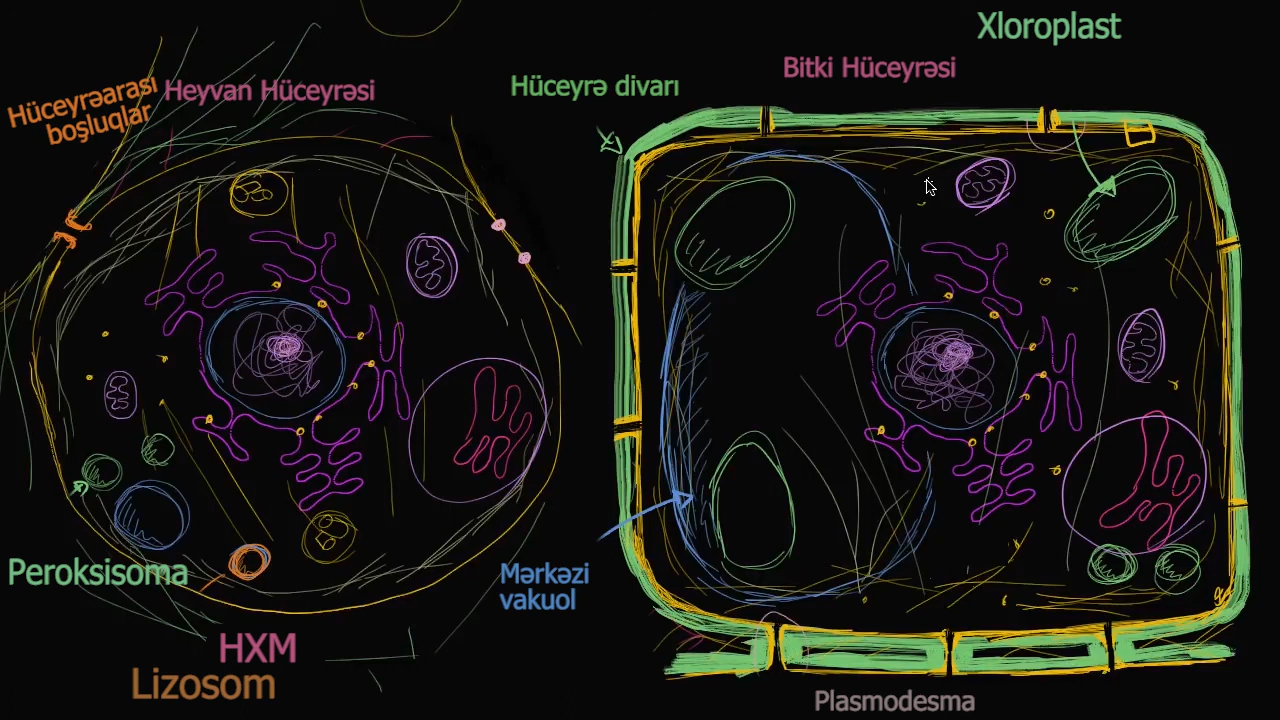 Xloroplast
Bitki Hüceyrəsi
Hüceyrəarası
boşluqlar
Heyvan Hüceyrəsi
Hüceyrə divarı
Peroksisoma
Mərkəzi
vakuol
HXM
Lizosom
Plasmodesma